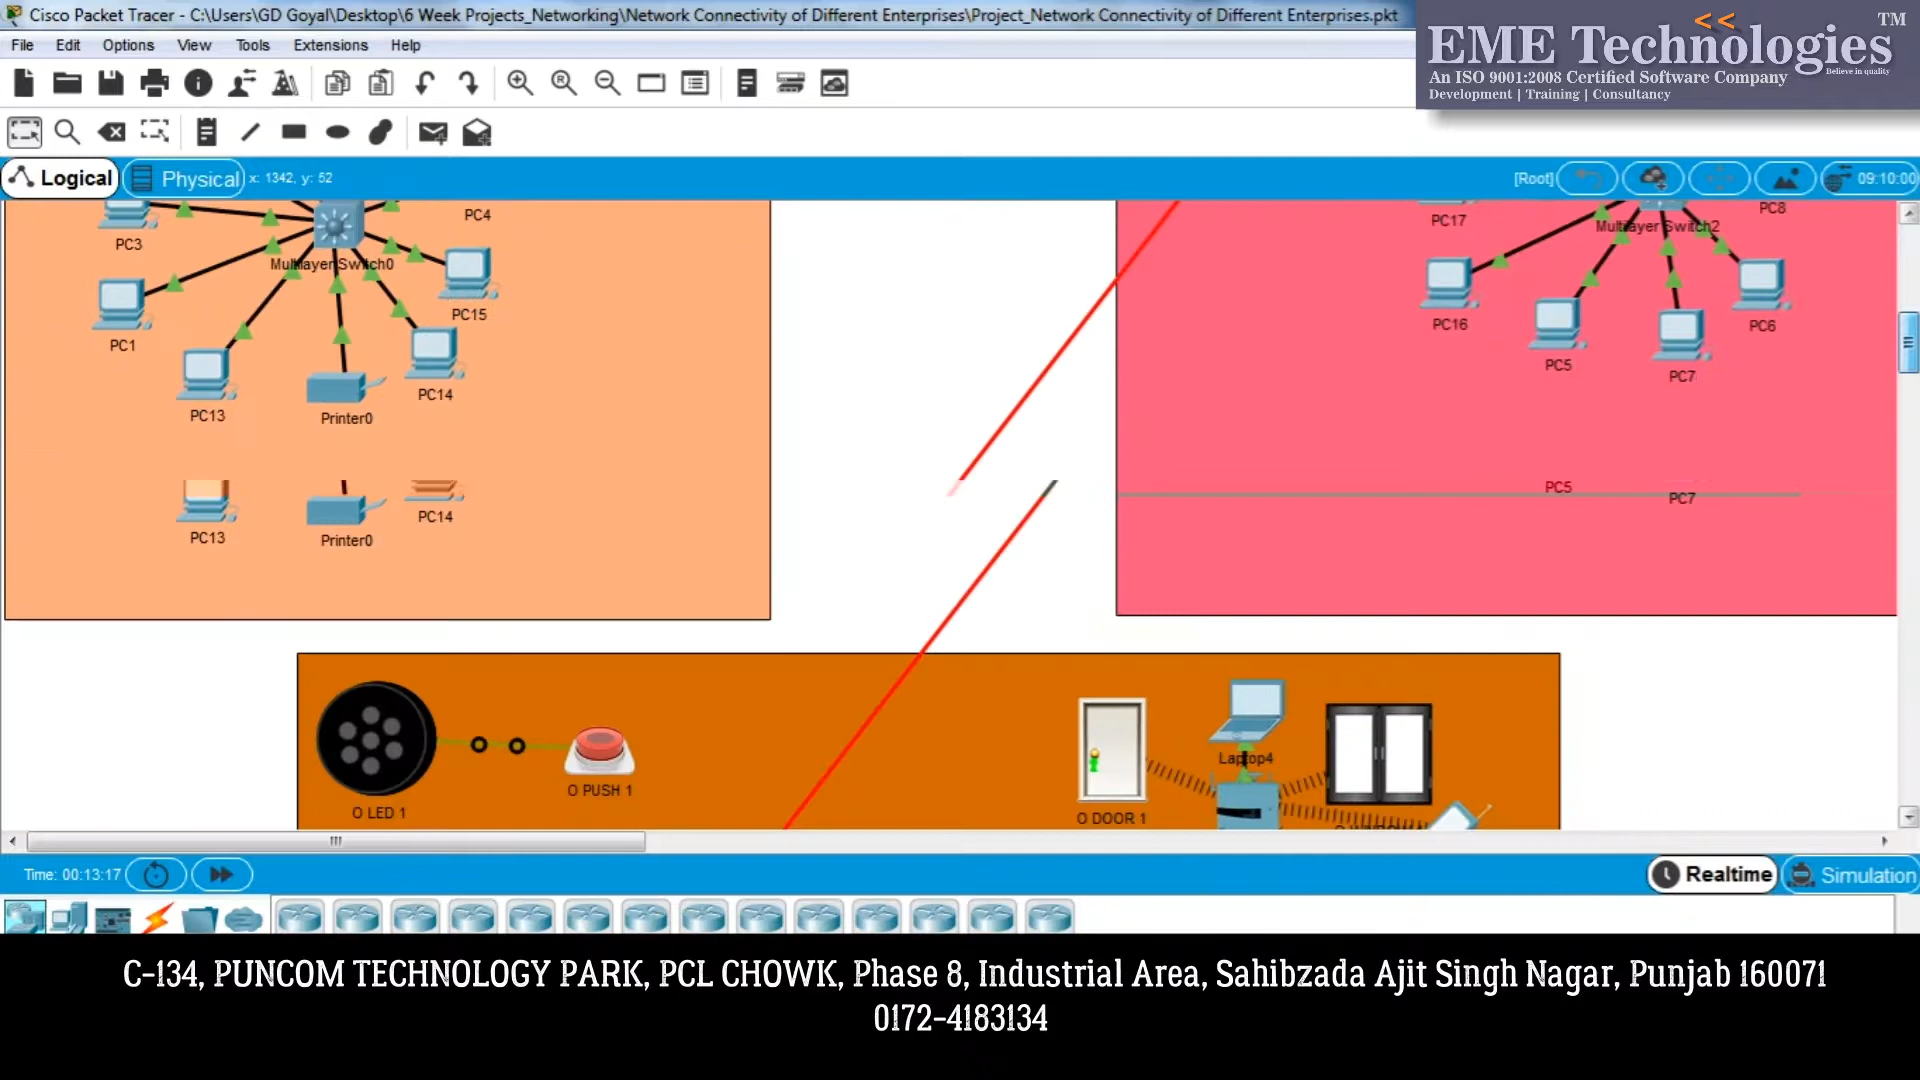 Cisco Packet Tracer - C:\Users\GD Goyal\Desktop\6 Week Projects_Networking\Network Connectivity of Different Enterprises\Project_Network Connectivity of Different Enterprises.pkt
<< TM
EME Technologies
Believe in quality
An ISO 9001:2008 Certified Software Company
Development | Training | Consultancy
File Edit Options View Tools Extensions Help
Logical Physical x: 1342, y: 52 [Root] 09:10:00
PC3 PC4 PC17 PC8
Multilayer Switch0 Multilayer Switch2
PC1 PC15 PC16 PC6
PC13 Printer0 PC14 PC5 PC7
PC13 Printer0 PC14 PC5 PC7
O LED 1 O PUSH 1 O DOOR 1 Laptop4
Time: 00:13:17 Realtime Simulation
C-134, PUNCOM TECHNOLOGY PARK, PCL CHOWK, Phase 8, Industrial Area, Sahibzada Ajit Singh Nagar, Punjab 160071
0172-4183134